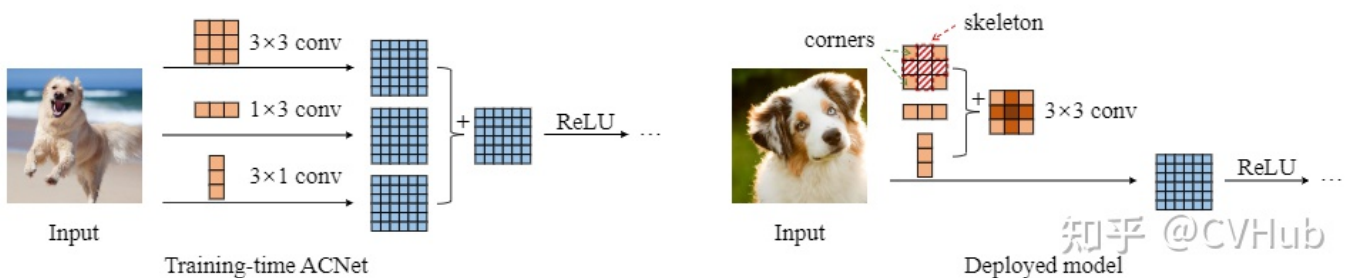 3×3 conv
1×3 conv
3×1 conv
+
ReLU
...
Input
Training-time ACNet
skeleton
corners
+
3×3 conv
ReLU
...
Input
Deployed model
知乎 @CVHub